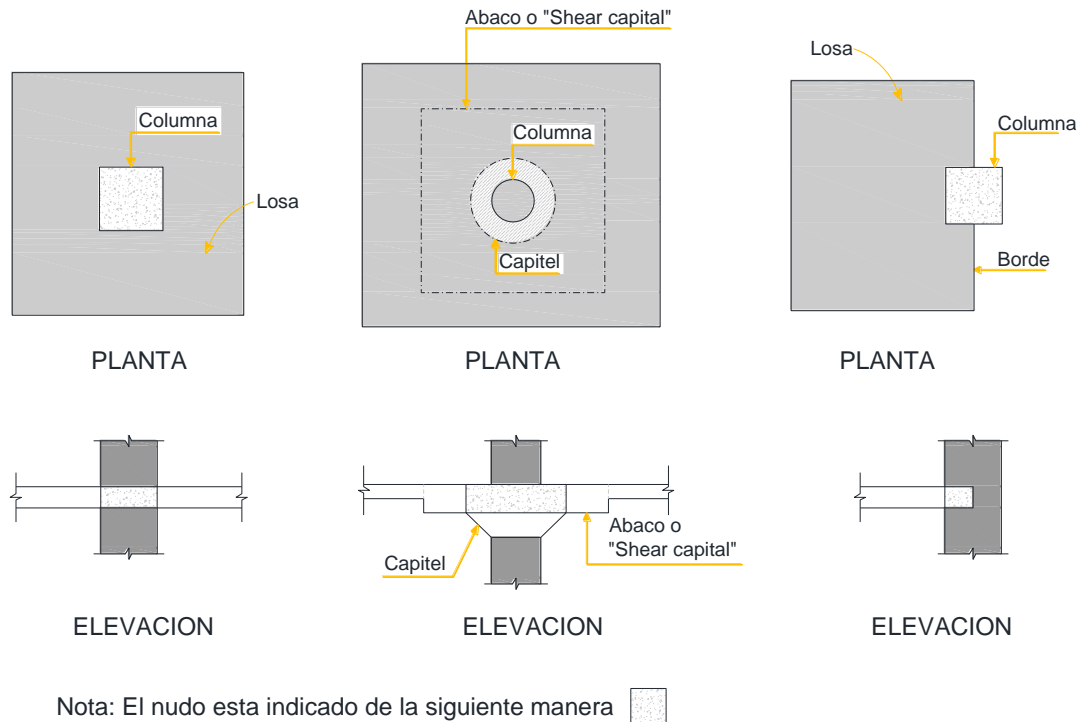 Abaco o "Shear capital"
Columna
Losa
PLANTA
Columna
Capitel
PLANTA
Losa
Columna
Borde
PLANTA
ELEVACION
Capitel
Abaco o
"Shear capital"
ELEVACION
ELEVACION
Nota: El nudo esta indicado de la siguiente manera